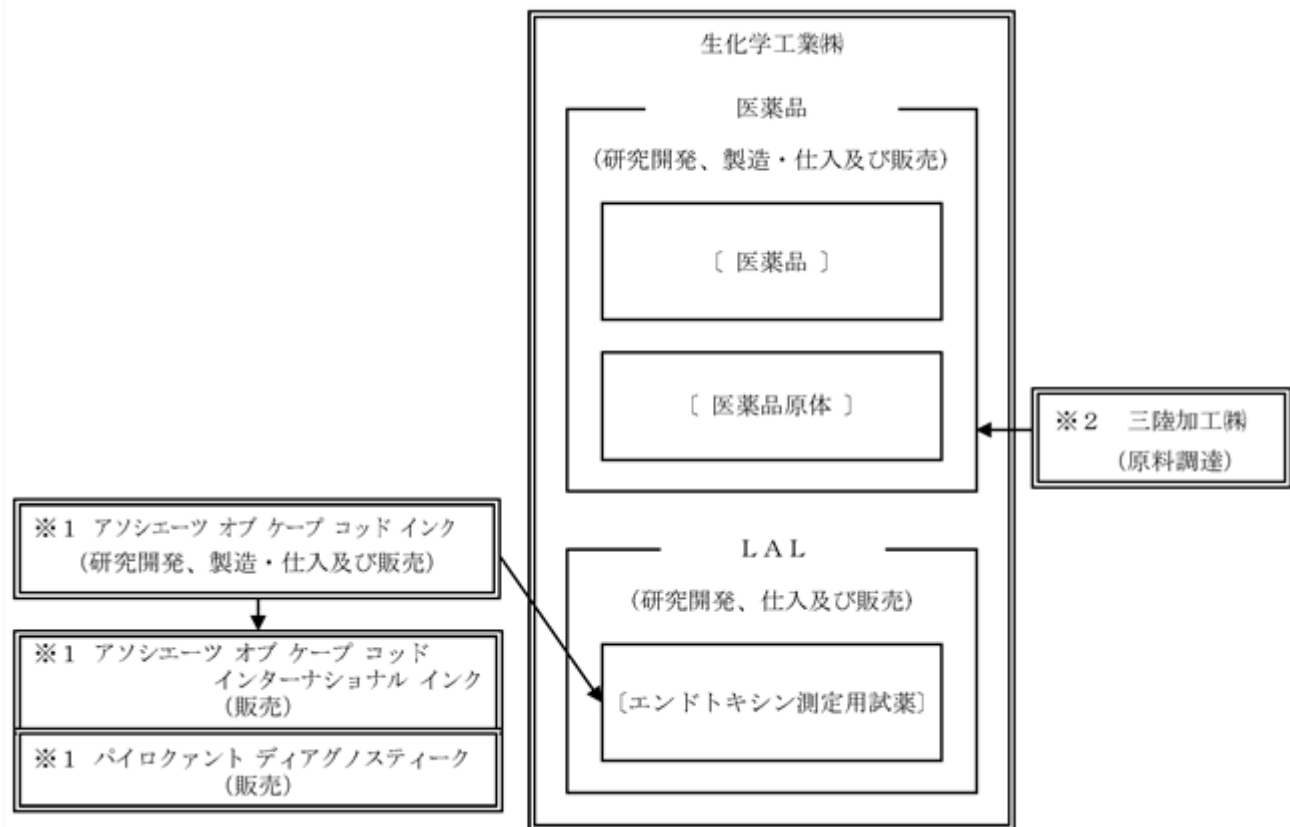 生化学工業㈱
医薬品
(研究開発、製造・仕入及び販売)
〔 医薬品 〕
〔 医薬品原体 〕
※2 三陸加工㈱
(原料調達)
※1 アソシエーツ オブ ケープ コッド インク
(研究開発、製造・仕入及び販売)
※1 アソシエーツ オブ ケープ コッド
インターナショナル インク
(販売)
※1 パイロクァント ディアグノスティーク
(販売)
LAL
(研究開発、仕入及び販売)
〔エンドトキシン測定用試薬〕